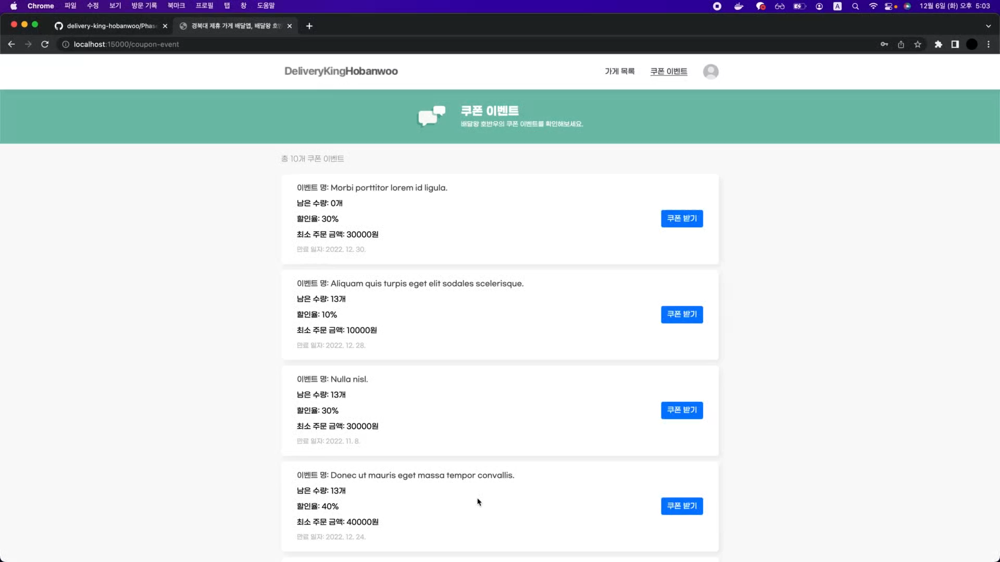 Chrome 파일 수정 보기 방문 기록 북마크 프로필 탭 창 도움말 A 12월 6일 (화) 오후 5:03
delivery-king-hobanwoo/Phas 경북대 제휴 가게 배달앱, 배달왕 호반
localhost:15000/coupon-event
DeliveryKingHobanwoo 가게 목록 쿠폰 이벤트
쿠폰 이벤트
배달왕 호반우의 쿠폰 이벤트를 확인해보세요.
총 10개 쿠폰 이벤트
이벤트 명: Morbi porttitor lorem id ligula.
남은 수량: 0개
할인율: 30%
쿠폰 받기
최소 주문 금액: 30000원
만료 일자: 2022. 12. 30.
이벤트 명: Aliquam quis turpis eget elit sodales scelerisque.
남은 수량: 13개
할인율: 10%
쿠폰 받기
최소 주문 금액: 10000원
만료 일자: 2022. 12. 28.
이벤트 명: Nulla nisl.
남은 수량: 13개
할인율: 30%
쿠폰 받기
최소 주문 금액: 30000원
만료 일자: 2022. 11. 8.
이벤트 명: Donec ut mauris eget massa tempor convallis.
남은 수량: 13개
할인율: 40%
쿠폰 받기
최소 주문 금액: 40000원
만료 일자: 2022. 12. 24.